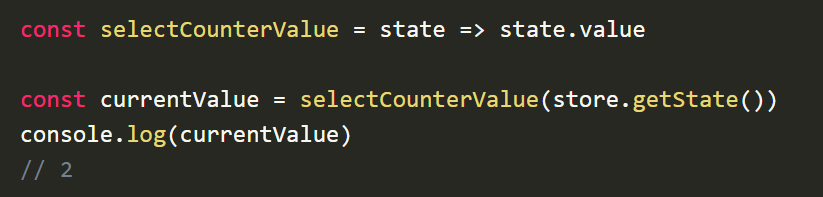 const selectCounterValue = state => state.value
const currentValue = selectCounterValue(store.getState())
console.log(currentValue)
// 2